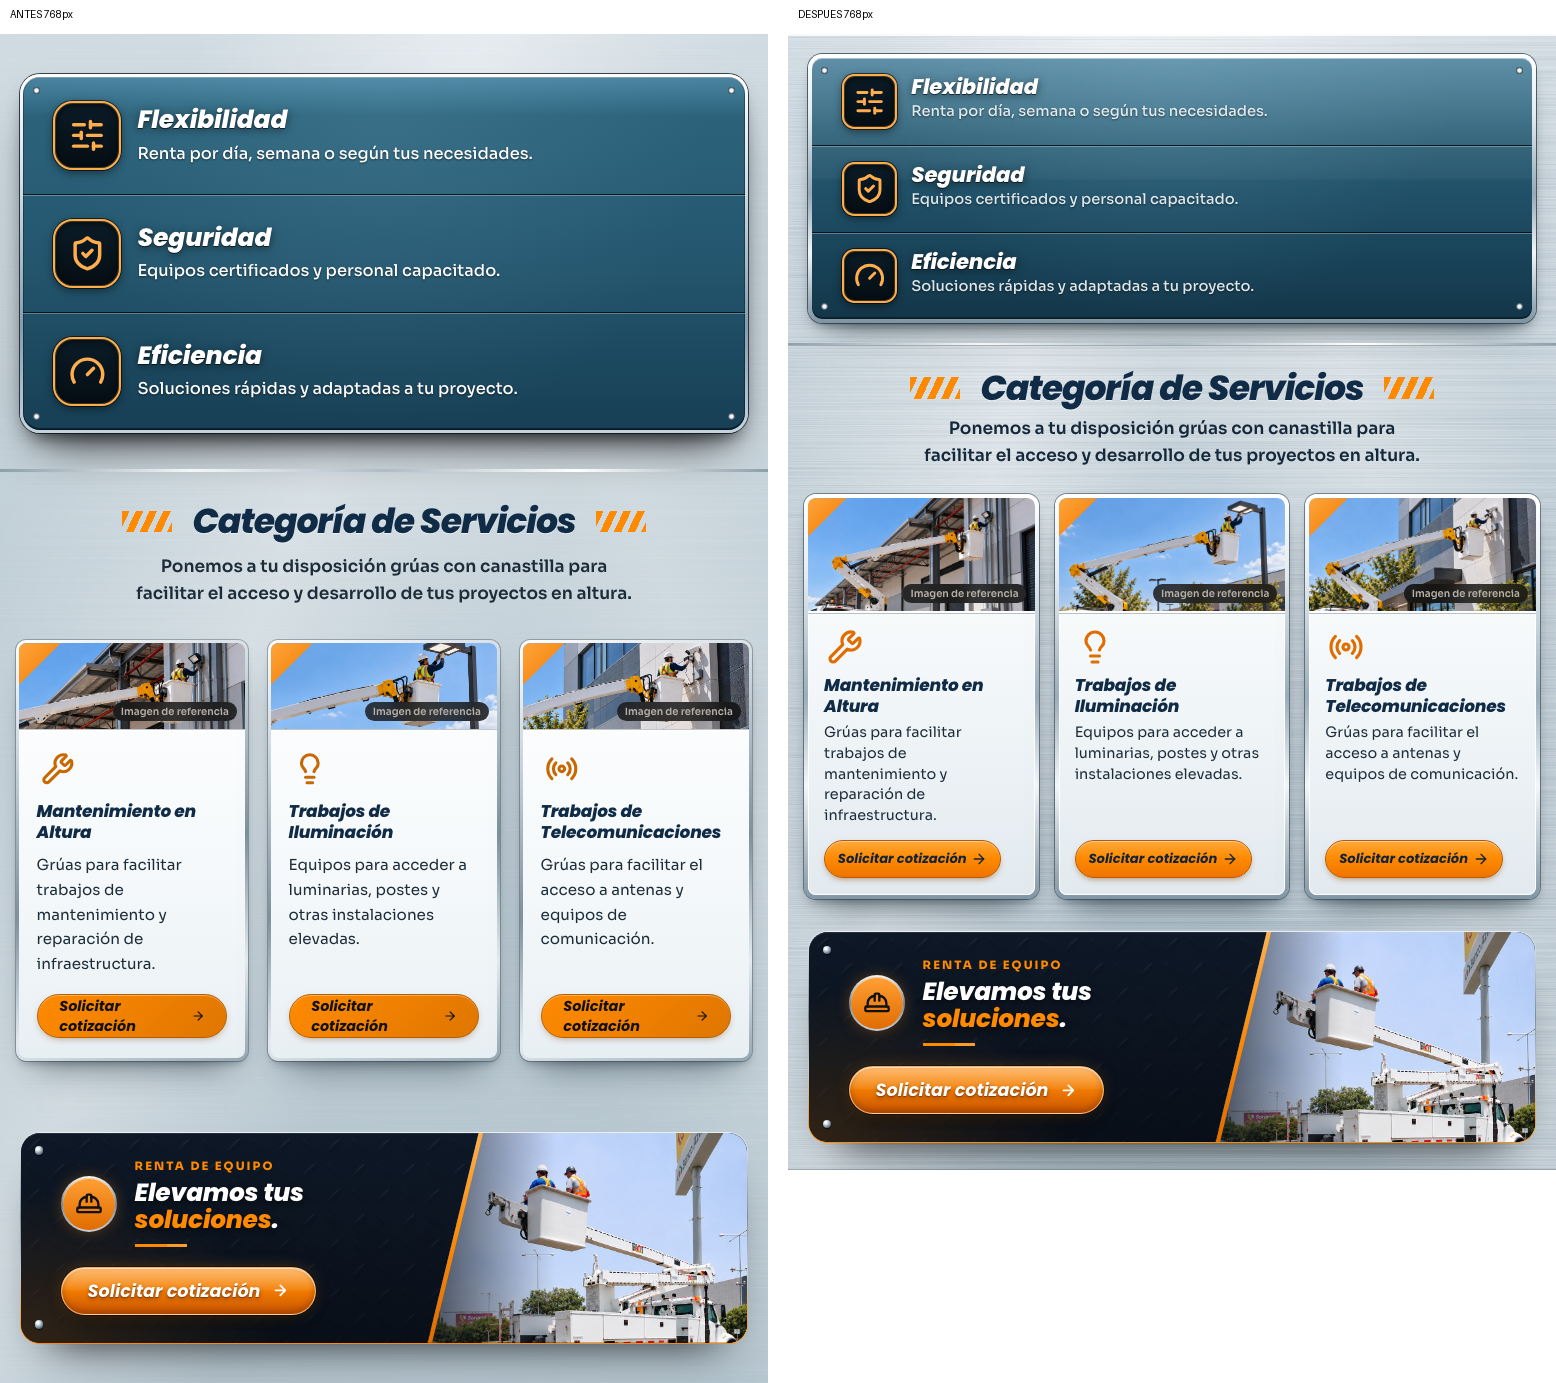 ANTES 768px
Flexibilidad
Renta por día, semana o según tus necesidades.
Seguridad
Equipos certificados y personal capacitado.
Eficiencia
Soluciones rápidas y adaptadas a tu proyecto.
Categoría de Servicios
Ponemos a tu disposición grúas con canastilla para
facilitar el acceso y desarrollo de tus proyectos en altura.
Imagen de referencia
Mantenimiento en
Altura
Grúas para facilitar
trabajos de
mantenimiento y
reparación de
infraestructura.
Solicitar
cotización
Imagen de referencia
Trabajos de
Iluminación
Equipos para acceder a
luminarias, postes y
otras instalaciones
elevadas.
Solicitar
cotización
Imagen de referencia
Trabajos de
Telecomunicaciones
Grúas para facilitar el
acceso a antenas y
equipos de
comunicación.
Solicitar
cotización
RENTA DE EQUIPO
Elevamos tus
soluciones.
Solicitar cotización
DESPUES 768px
Flexibilidad
Renta por día, semana o según tus necesidades.
Seguridad
Equipos certificados y personal capacitado.
Eficiencia
Soluciones rápidas y adaptadas a tu proyecto.
Categoría de Servicios
Ponemos a tu disposición grúas con canastilla para
facilitar el acceso y desarrollo de tus proyectos en altura.
Imagen de referencia
Mantenimiento en
Altura
Grúas para facilitar
trabajos de
mantenimiento y
reparación de
infraestructura.
Solicitar cotización
Imagen de referencia
Trabajos de
Iluminación
Equipos para acceder a
luminarias, postes y otras
instalaciones elevadas.
Solicitar cotización
Imagen de referencia
Trabajos de
Telecomunicaciones
Grúas para facilitar el
acceso a antenas y
equipos de comunicación.
Solicitar cotización
RENTA DE EQUIPO
Elevamos tus
soluciones.
Solicitar cotización